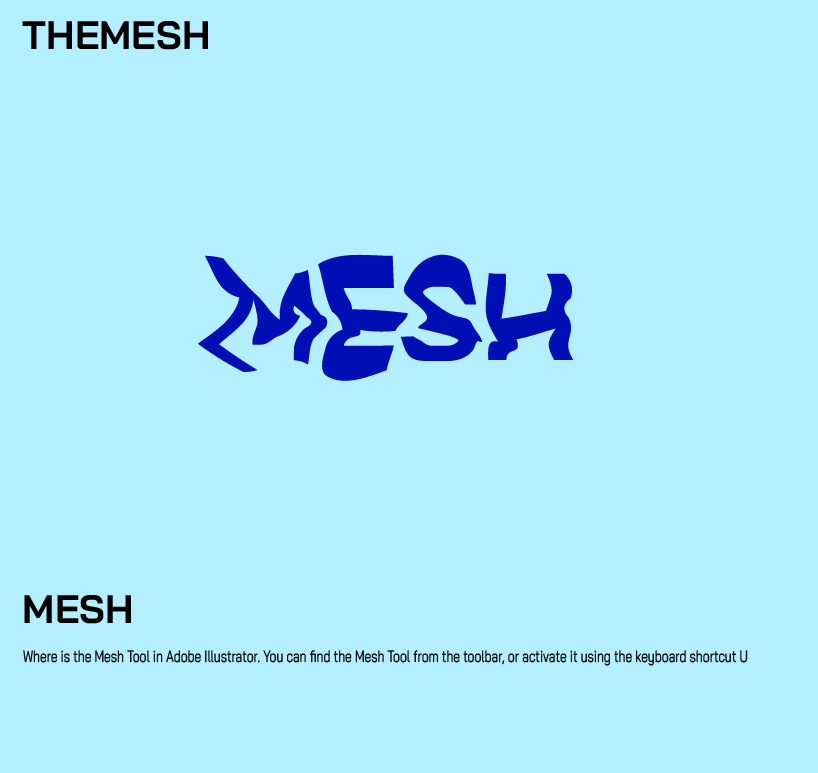 THEMESH
MESH
MESH
Where is the Mesh Tool in Adobe Illustrator. You can find the Mesh Tool from the toolbar, or activate it using the keyboard shortcut U